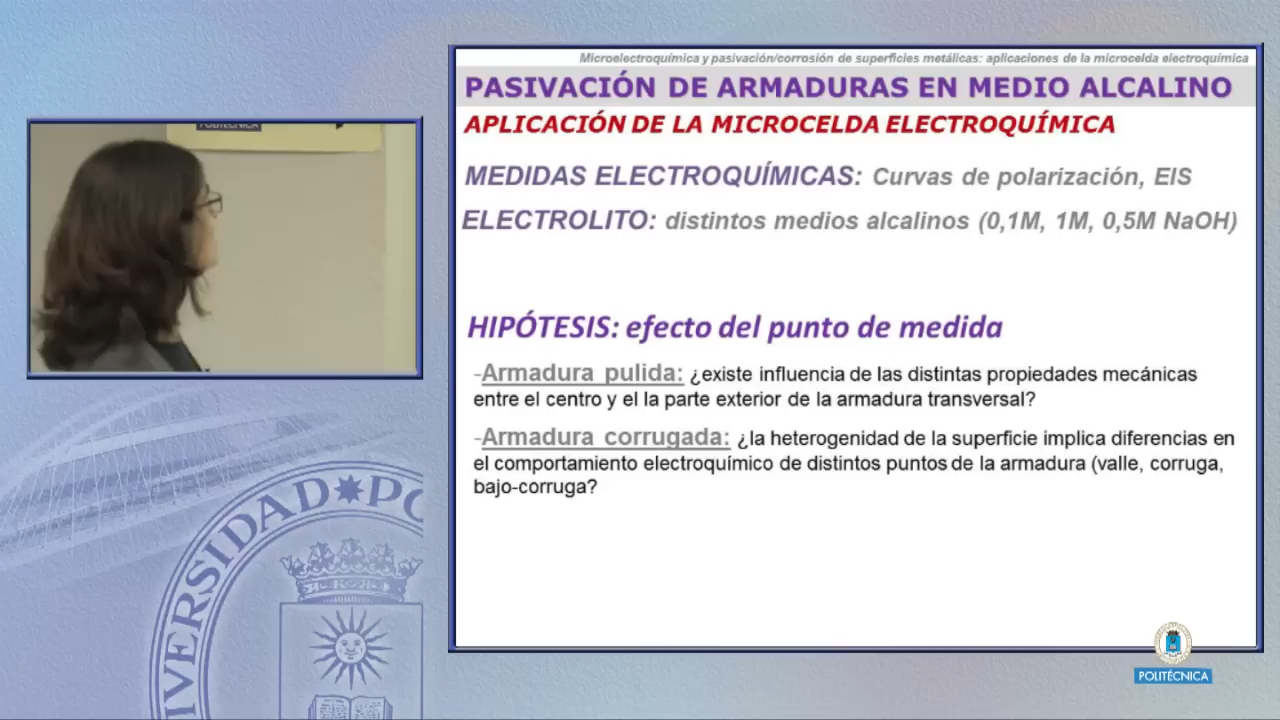 Microelectroquímica y pasivación/corrosión de superficies metálicas: aplicaciones de la microcelda electroquímica
PASIVACIÓN DE ARMADURAS EN MEDIO ALCALINO
APLICACIÓN DE LA MICROCELDA ELECTROQUÍMICA
MEDIDAS ELECTROQUÍMICAS: Curvas de polarización, EIS
ELECTROLITO: distintos medios alcalinos (0,1M, 1M, 0,5M NaOH)
HIPÓTESIS: efecto del punto de medida
-Armadura pulida: ¿existe influencia de las distintas propiedades mecánicas
entre el centro y el la parte exterior de la armadura transversal?
-Armadura corrugada: ¿la heterogenidad de la superficie implica diferencias en
el comportamiento electroquímico de distintos puntos de la armadura (valle, corruga,
bajo-corruga?
POLITÉCNICA
POLITÉCNICA
VERSIDAD POL